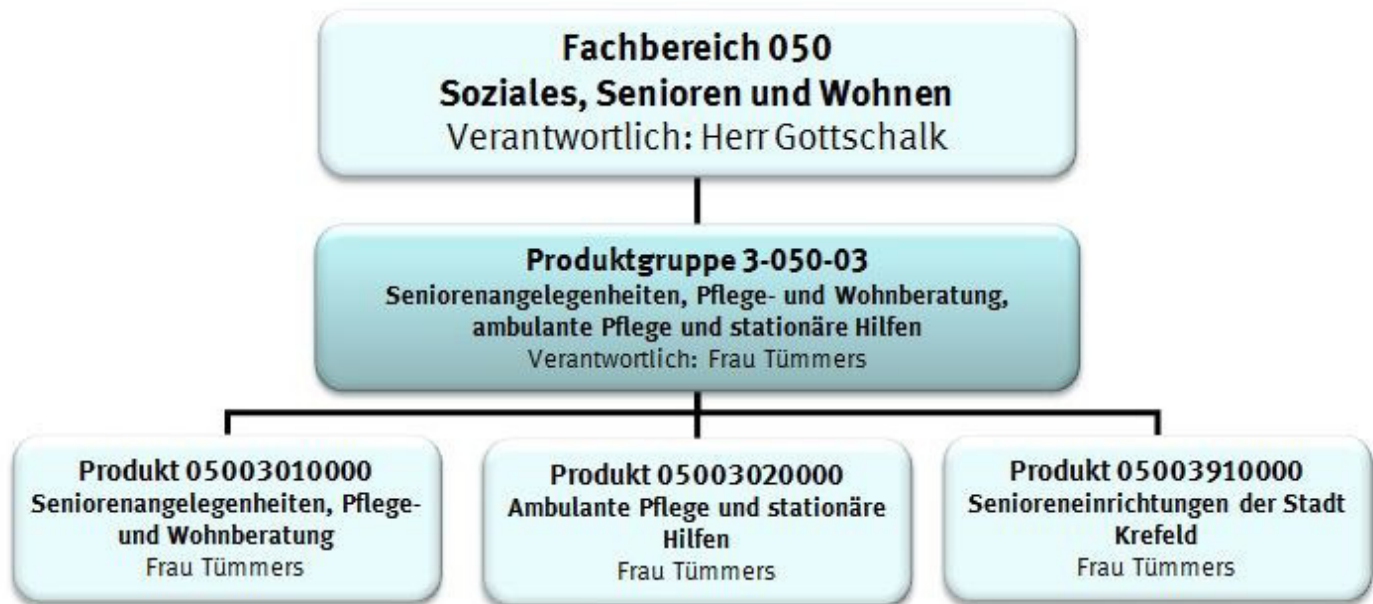 Fachbereich 050
Soziales, Senioren und Wohnen
Verantwortlich: Herr Gottschalk
Produktgruppe 3-050-03
Seniorenangelegenheiten, Pflege- und Wohnberatung,
ambulante Pflege und stationäre Hilfen
Verantwortlich: Frau Tümmers
Produkt 05003010000
Seniorenangelegenheiten, Pflege-
und Wohnberatung
Frau Tümmers
Produkt 05003020000
Ambulante Pflege und stationäre
Hilfen
Frau Tümmers
Produkt 05003910000
Senioreneinrichtungen der Stadt
Krefeld
Frau Tümmers